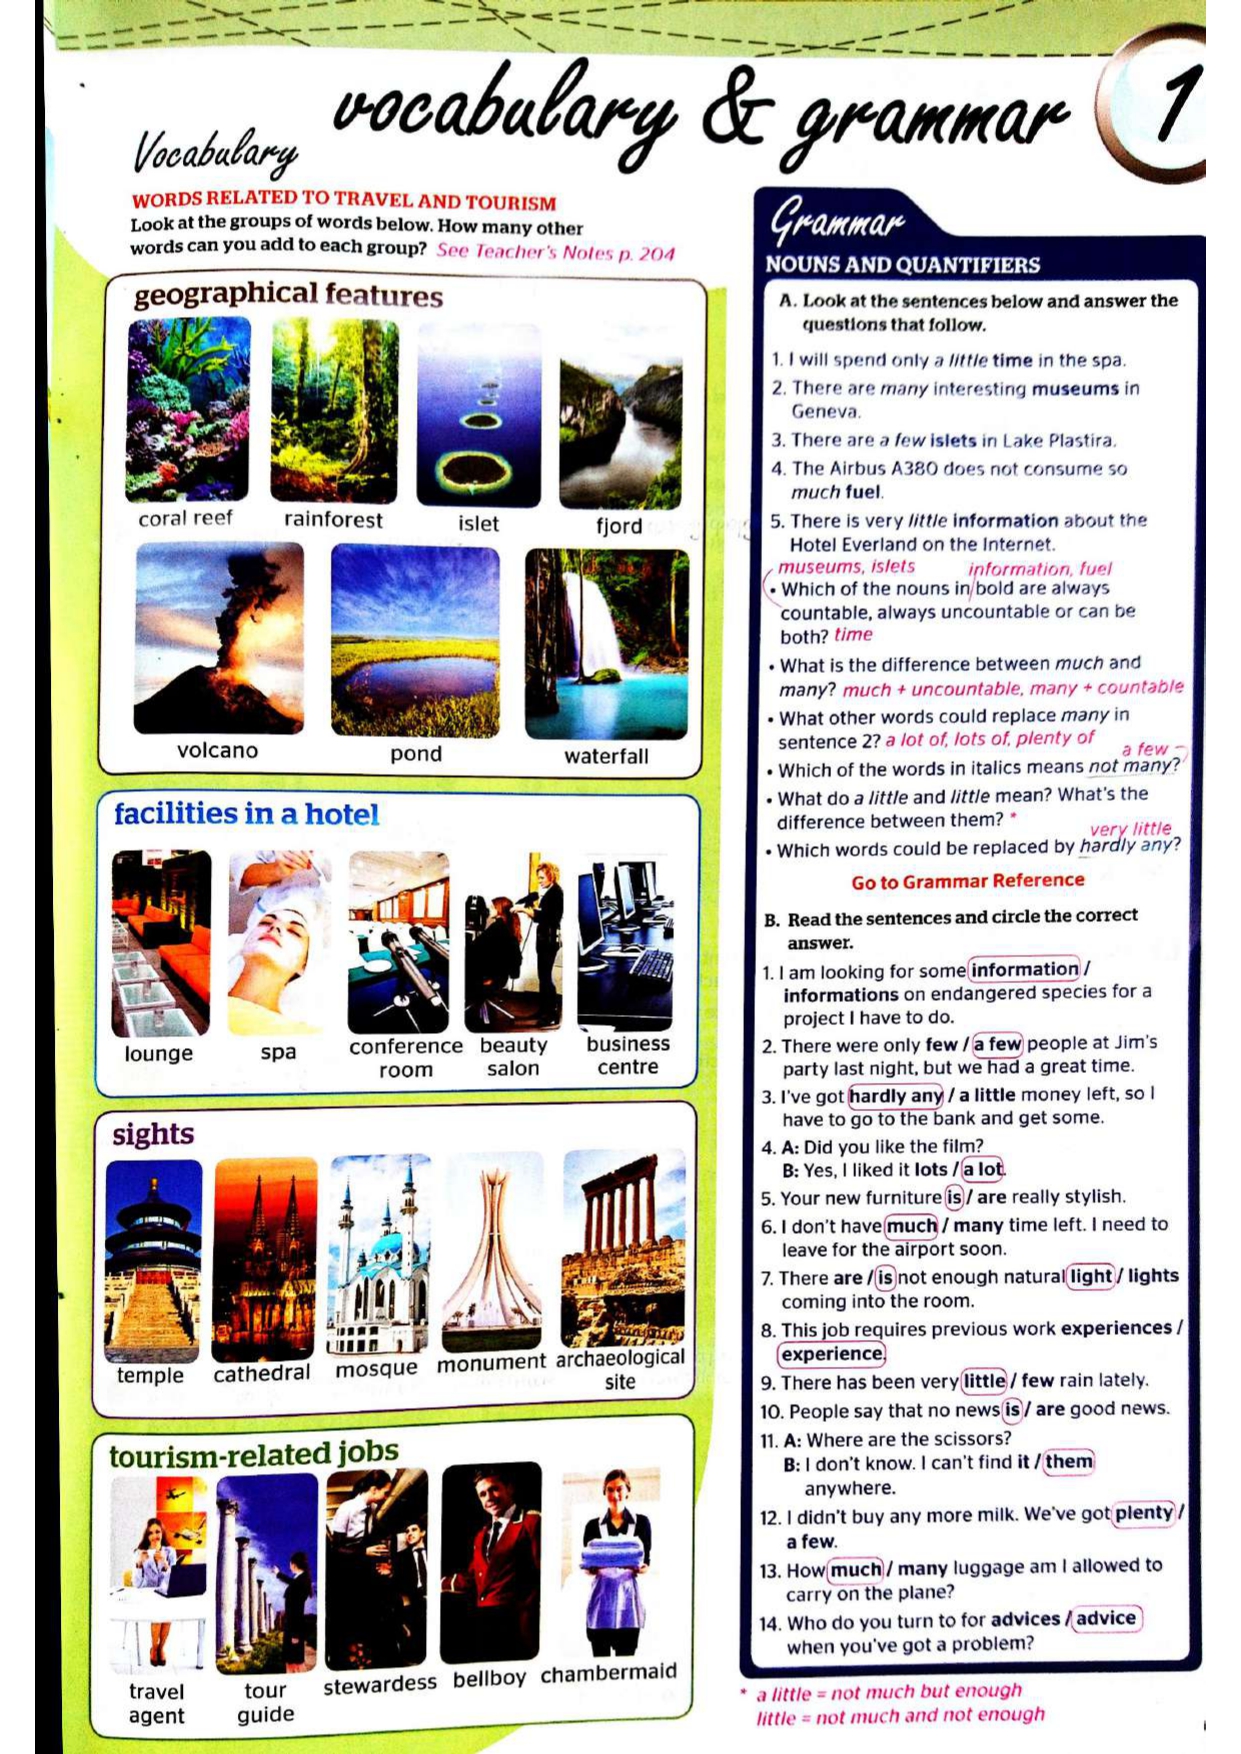 vocabulary & grammar 1
Vocabulary
WORDS RELATED TO TRAVEL AND TOURISM
Look at the groups of words below. How many other
words can you add to each group? See Teacher's Notes p. 204
geographical features
coral reef
rainforest
islet
fjord
volcano
pond
waterfall
facilities in a hotel
lounge
spa
conference
room
beauty
salon
business
centre
sights
temple
cathedral
mosque
monument
archaeological
site
tourism-related jobs
travel
agent
tour
guide
stewardess
bellboy
chambermaid
Grammar
NOUNS AND QUANTIFIERS
A. Look at the sentences below and answer the
questions that follow.
1. I will spend only a little time in the spa.
2. There are many interesting museums in
Geneva.
3. There are a few islets in Lake Plastira.
4. The Airbus A380 does not consume so
much fuel.
5. There is very little information about the
Hotel Everland on the Internet.
museums, islets information, fuel
• Which of the nouns in bold are always
countable, always uncountable or can be
both? time
• What is the difference between much and
many? much + uncountable, many + countable
• What other words could replace many in
sentence 2? a lot of, lots of, plenty of
a few
• Which of the words in italics means not many?
• What do a little and little mean? What's the
difference between them? *
very little
• Which words could be replaced by hardly any?
Go to Grammar Reference
B. Read the sentences and circle the correct
answer.
1. I am looking for some information /
informations on endangered species for a
project I have to do.
2. There were only few / a few people at Jim's
party last night, but we had a great time.
3. I've got hardly any / a little money left, so I
have to go to the bank and get some.
4. A: Did you like the film?
B: Yes, I liked it lots / a lot.
5. Your new furniture is / are really stylish.
6. I don't have much / many time left. I need to
leave for the airport soon.
7. There are / is not enough natural light / lights
coming into the room.
8. This job requires previous work experiences /
experience.
9. There has been very little / few rain lately.
10. People say that no news is / are good news.
11. A: Where are the scissors?
B: I don't know. I can't find it / them
anywhere.
12. I didn't buy any more milk. We've got plenty /
a few.
13. How much / many luggage am I allowed to
carry on the plane?
14. Who do you turn to for advices / advice
when you've got a problem?
* a little = not much but enough
little = not much and not enough